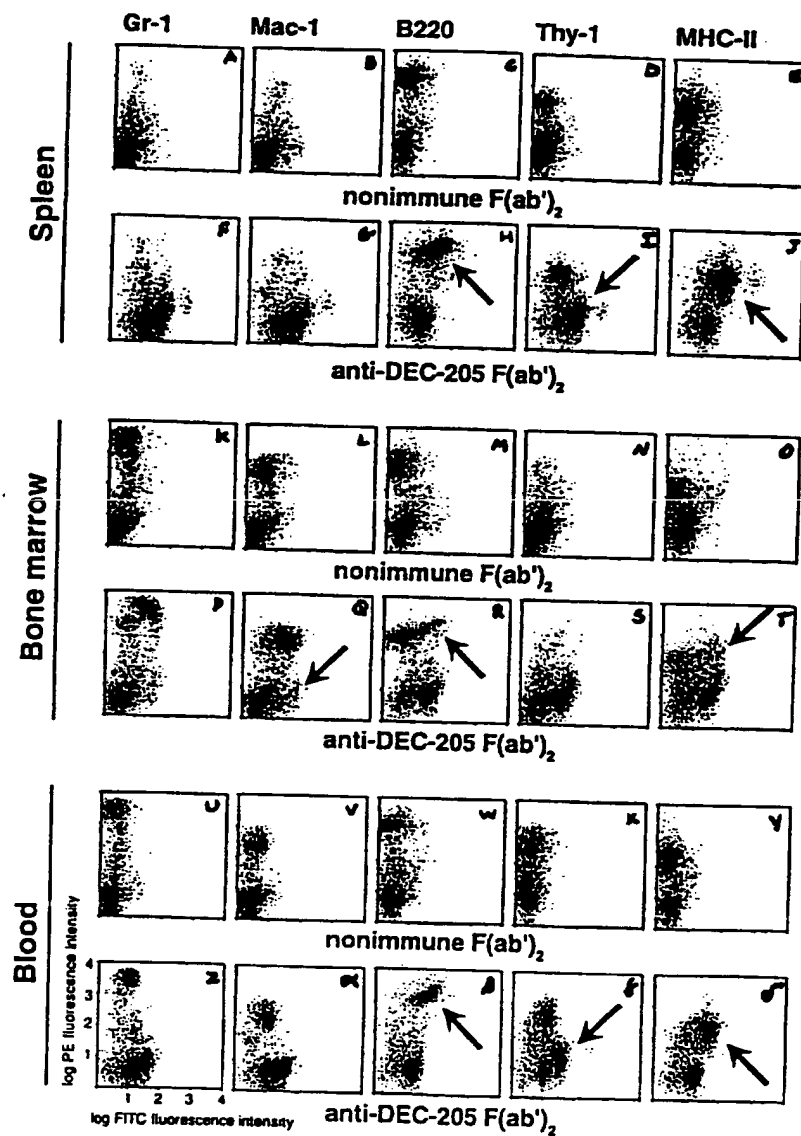 Gr-1 Mac-1 B220 Thy-1 MHC-II
A B C D
Spleen
nonimmune F(ab')₂
F G H I J
anti-DEC-205 F(ab')₂
K L M N O
Bone marrow
nonimmune F(ab')₂
P Q R S T
anti-DEC-205 F(ab')₂
U V W X Y
Blood
nonimmune F(ab')₂
Z α β
log PE fluorescence intensity
4
3
2
1
1 2 3 4
log FITC fluorescence intensity
anti-DEC-205 F(ab')₂